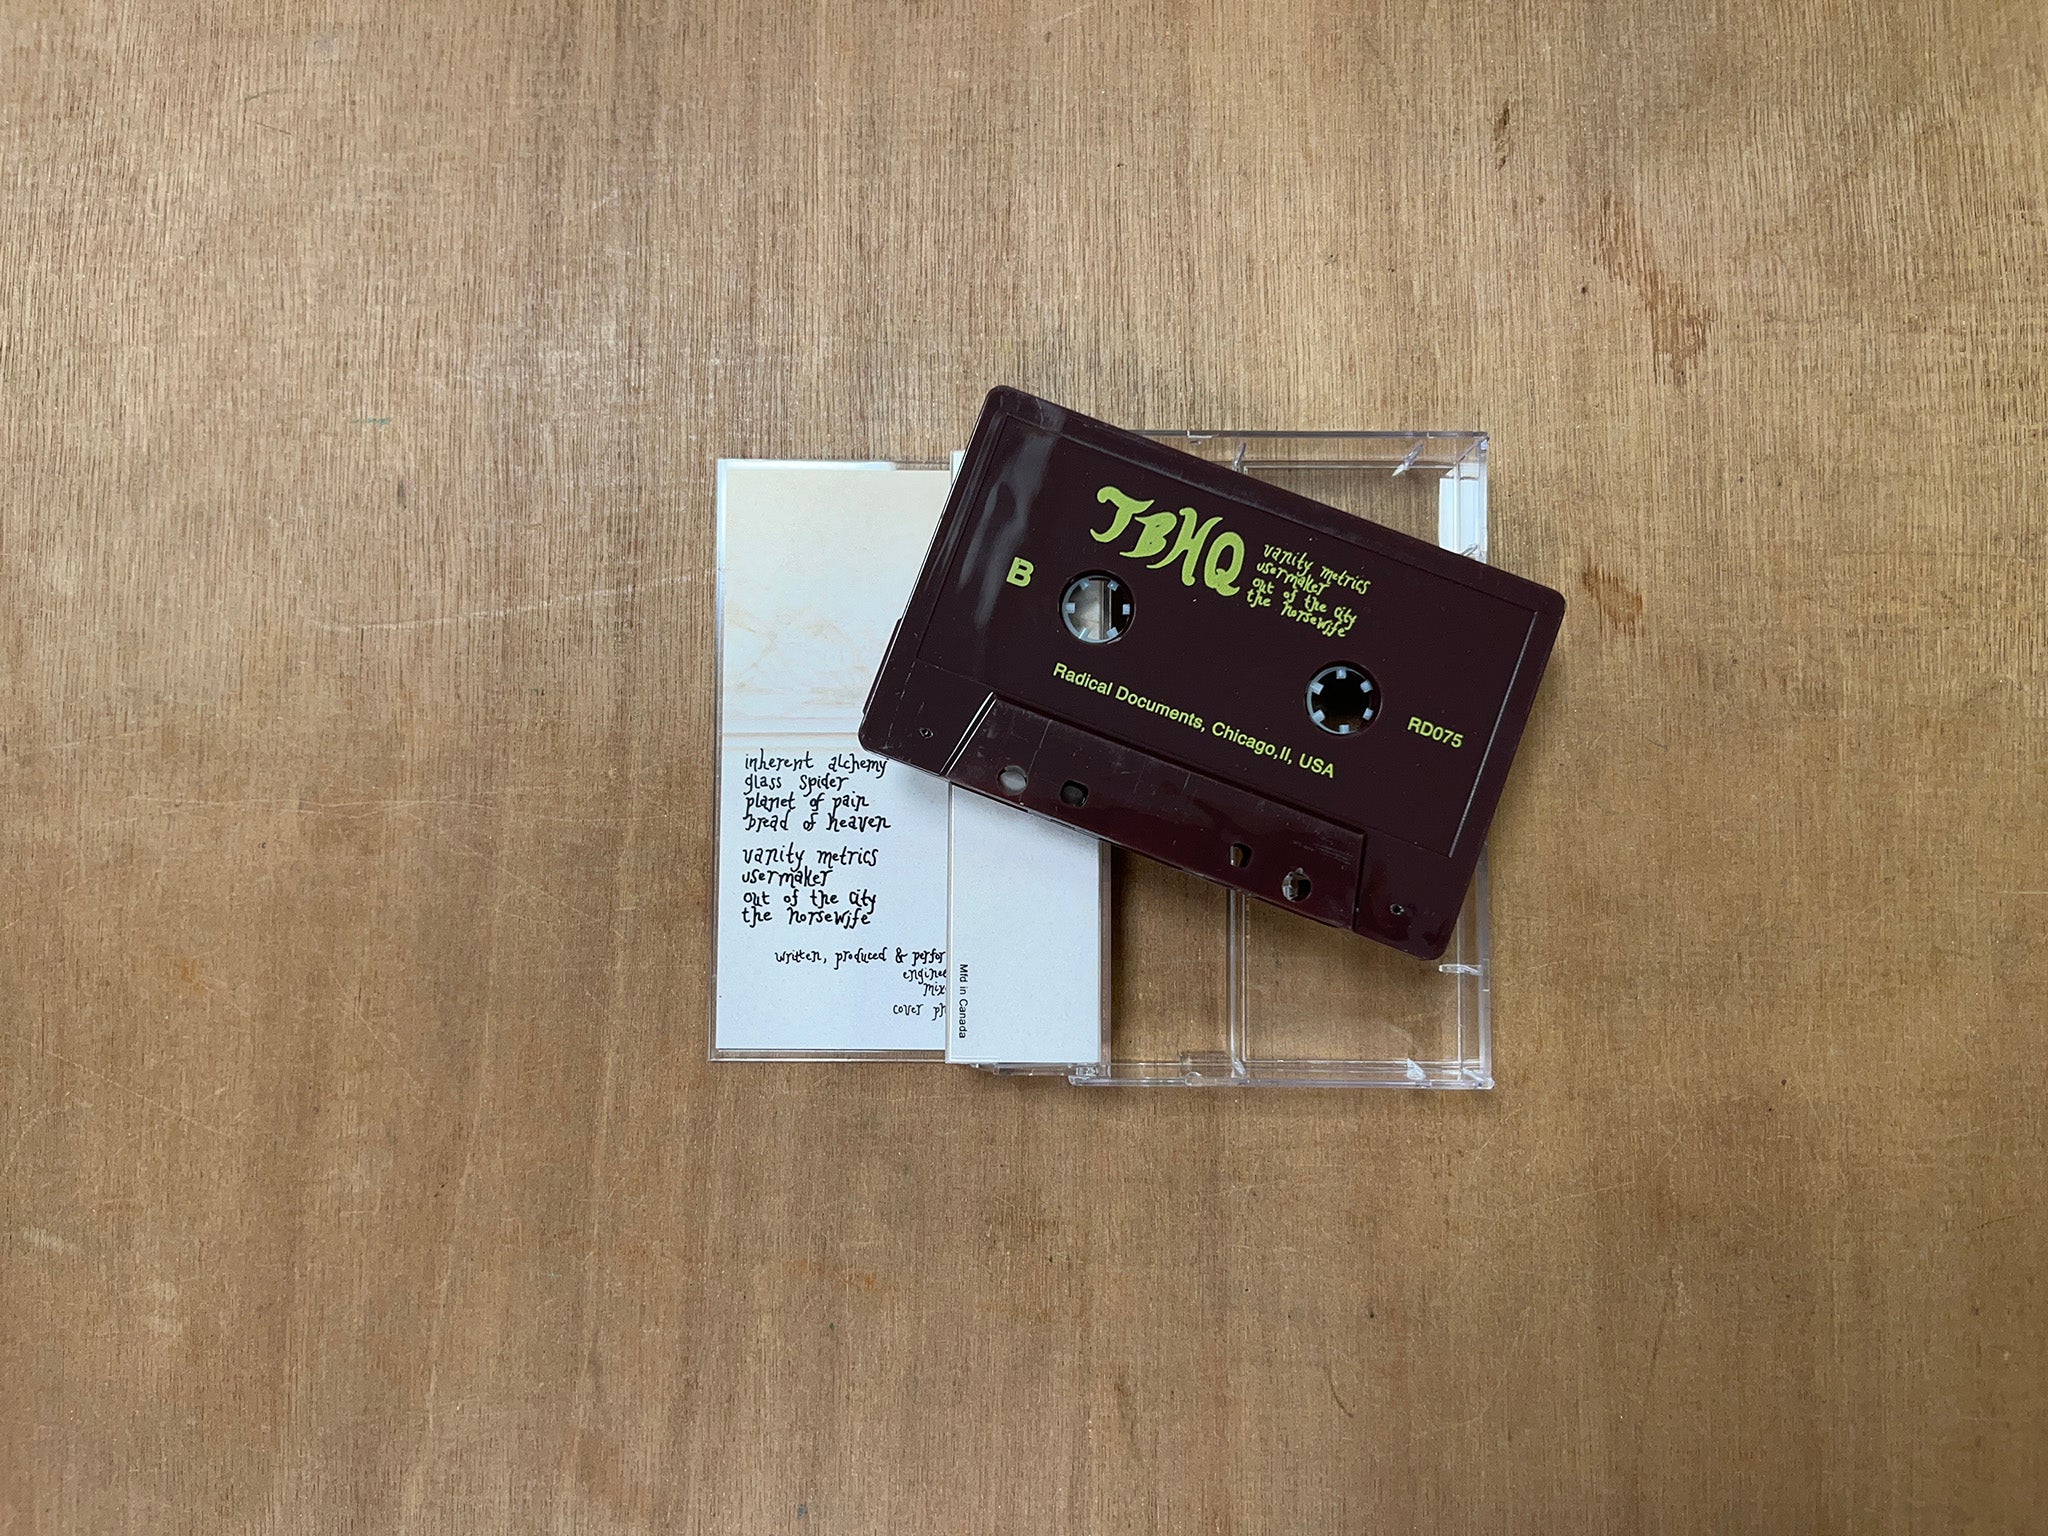 inherent alchemy
glass spider
planet of pain
bread of heaven
vanity metrics
usermaker
out of the city
the horsewife
written, produced &
cover
Mfd in Canada
B
TBHQ
vanity metrics
usermaker
out of the city
the horsewife
Radical Documents, Chicago,Il, USA
RD075